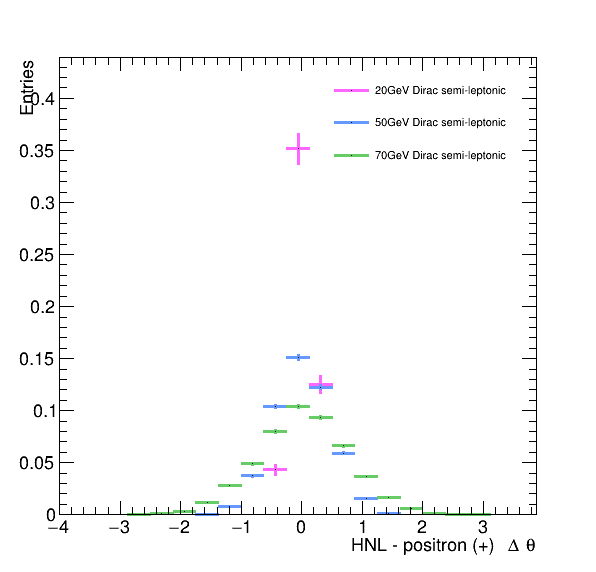 Entries
0.4
0.35
0.3
0.25
0.2
0.15
0.1
0.05
0
20GeV Dirac semi-leptonic
50GeV Dirac semi-leptonic
70GeV Dirac semi-leptonic
−4 −3 −2 −1 0 1 2 3
HNL - positron (+) Δ θ